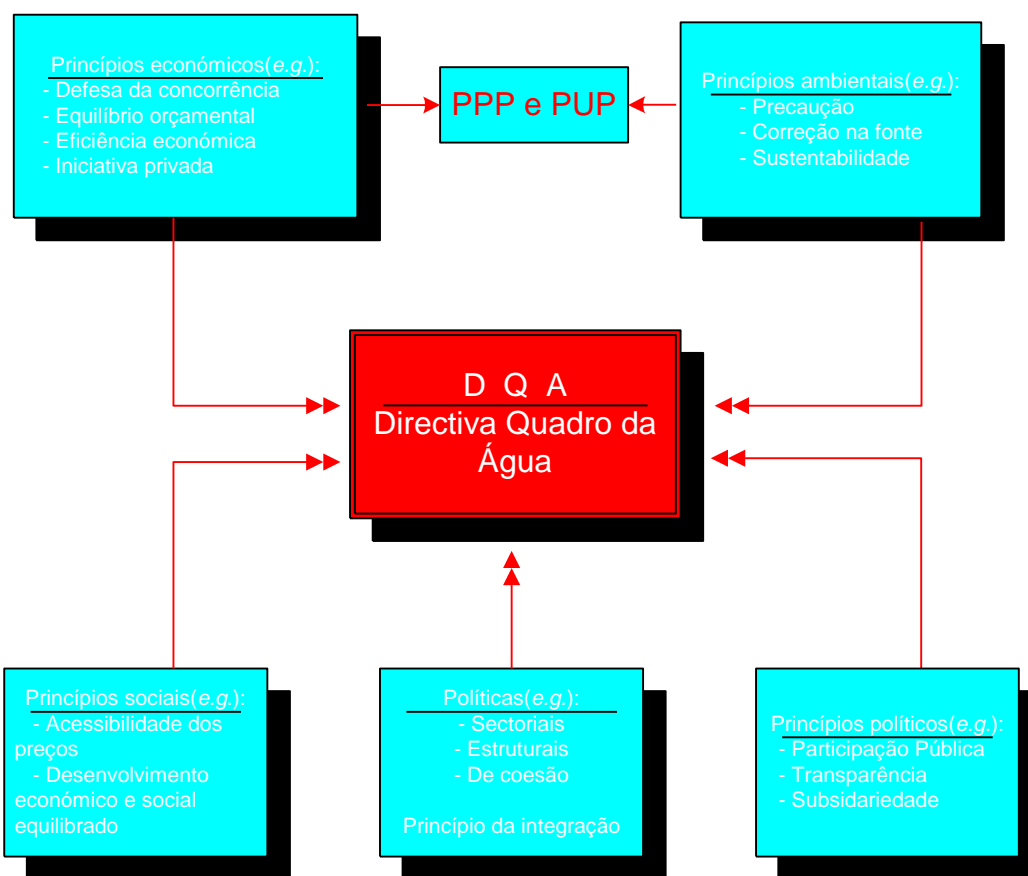 Princípios económicos(e.g.):
- Defesa da concorrência
- Equilíbrio orçamental
- Eficiência económica
- Iniciativa privada
PPP e PUP
Princípios ambientais(e.g.):
- Precaução
- Correção na fonte
- Sustentabilidade
D Q A
Directiva Quadro da
Água
Princípios sociais(e.g.):
- Acessibilidade dos
preços
- Desenvolvimento
económico e social
equilibrado
Políticas(e.g.):
- Sectoriais
- Estruturais
- De coesão
Princípio da integração
Princípios políticos(e.g.):
- Participação Pública
- Transparência
- Subsidariedade